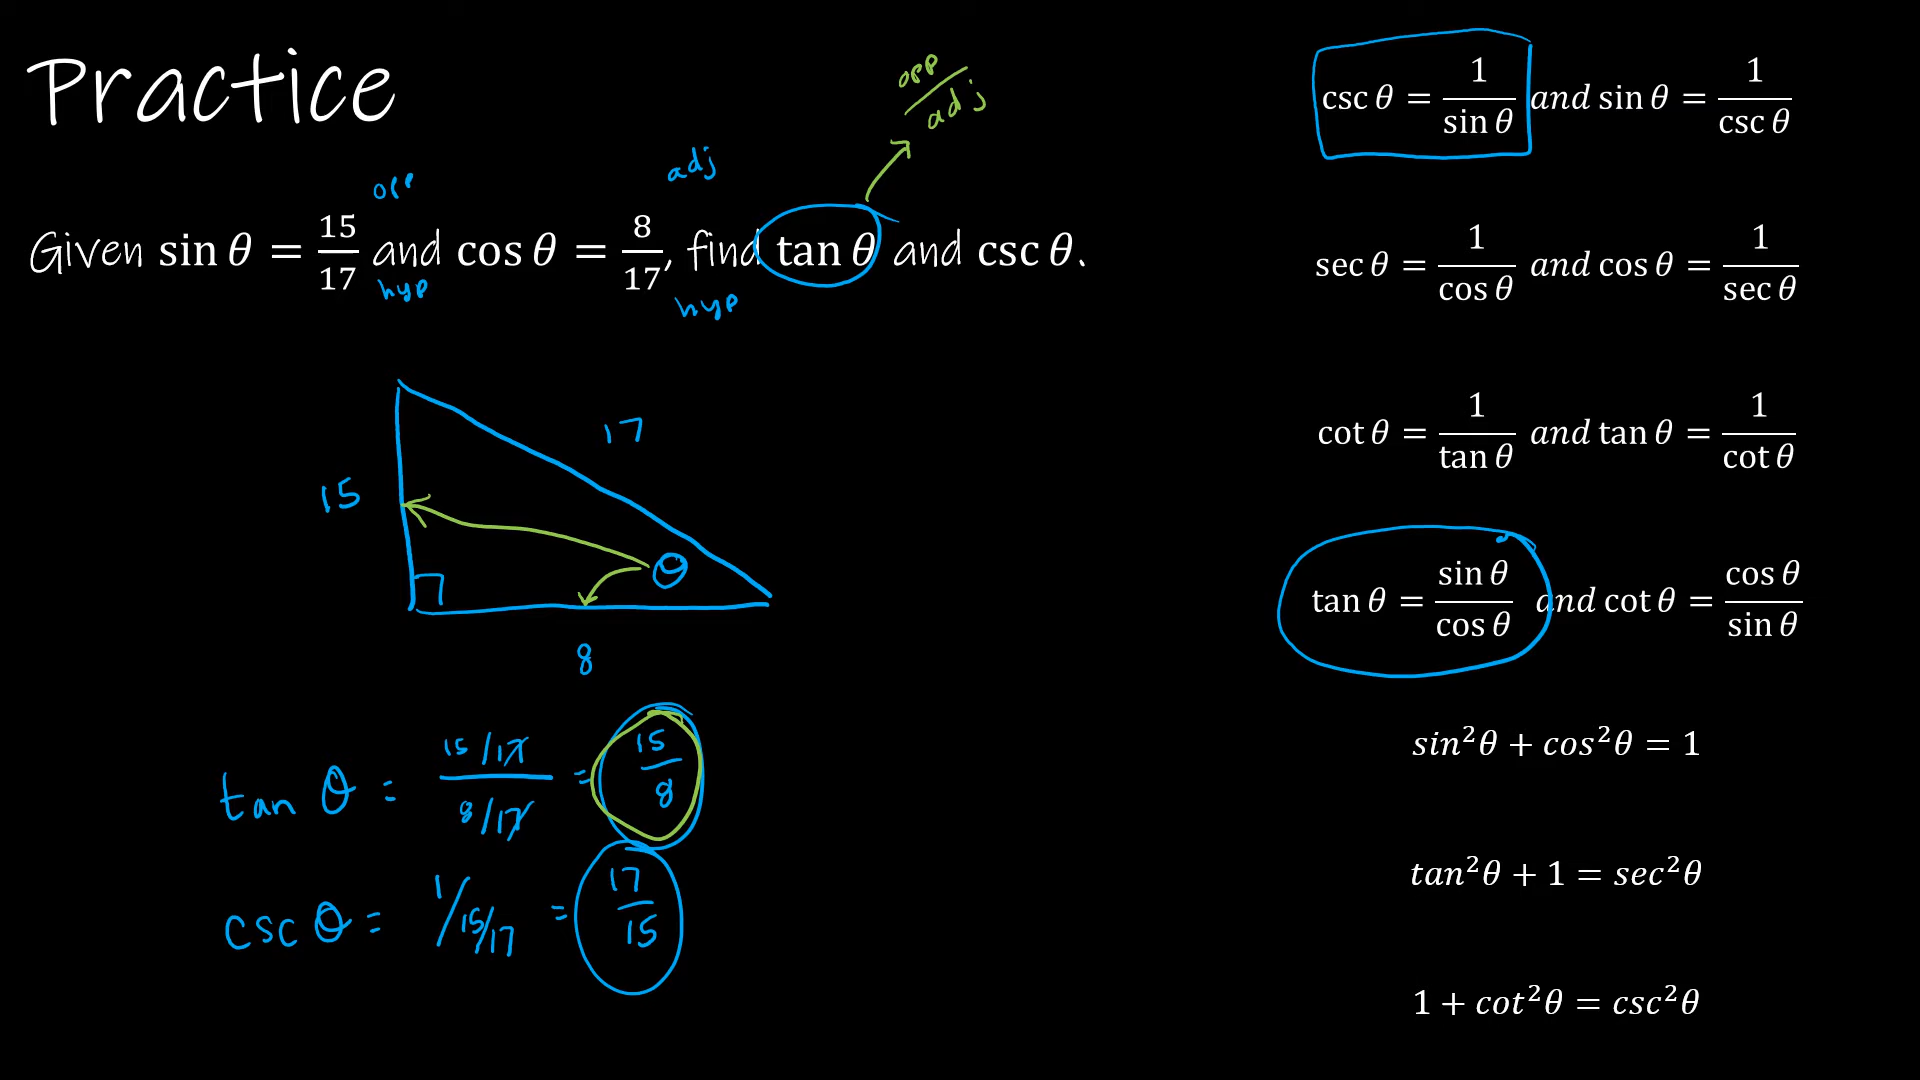 Practice
opp/adj
opp
adj
Given sin θ = 15/17 and cos θ = 8/17, find tan θ and csc θ.
hyp
hyp
17
15
θ
8
tan θ = (15/17)/(8/17) = 15/8
csc θ = 1/15/17 = 17/15
csc θ = 1/sin θ and sin θ = 1/csc θ
sec θ = 1/cos θ and cos θ = 1/sec θ
cot θ = 1/tan θ and tan θ = 1/cot θ
tan θ = sin θ/cos θ and cot θ = cos θ/sin θ
sin²θ + cos²θ = 1
tan²θ + 1 = sec²θ
1 + cot²θ = csc²θ